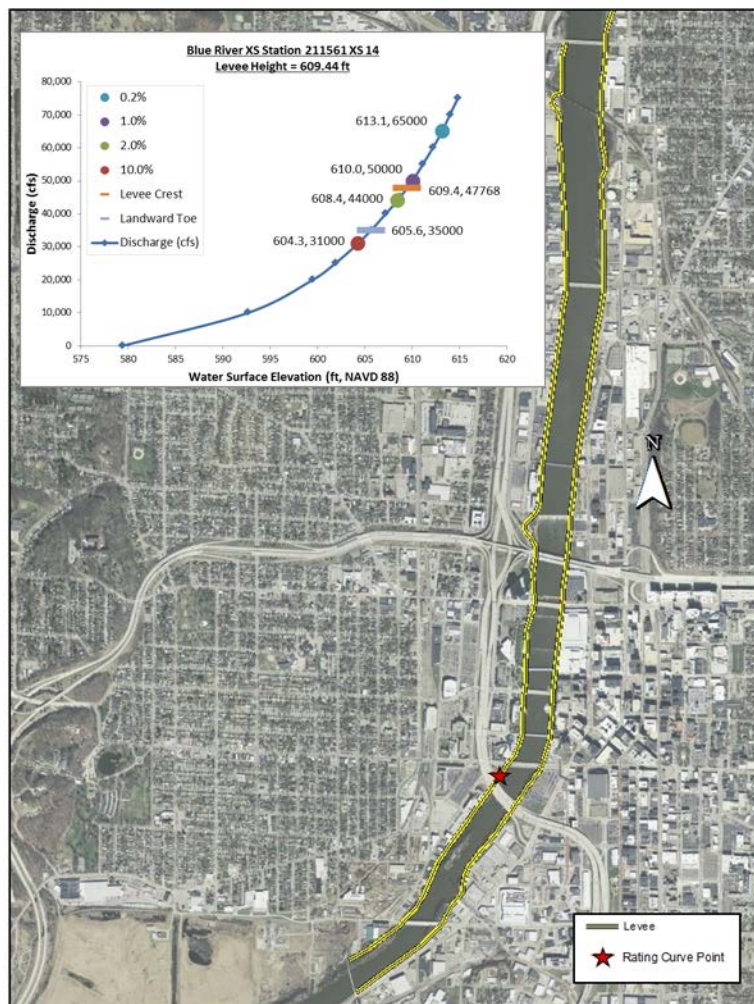 Blue River XS Station 211561 XS 14
Levee Height = 609.44 ft
80,000
70,000
60,000
50,000
40,000
30,000
20,000
10,000
0
Discharge (cfs)
0.2%
1.0%
2.0%
10.0%
Levee Crest
Landward Toe
Discharge (cfs)
613.1, 65000
610.0, 50000
609.4, 47768
608.4, 44000
605.6, 35000
604.3, 31000
575 580 585 590 595 600 605 610 615 620
Water Surface Elevation (ft, NAVD 88)
N
Levee
Rating Curve Point